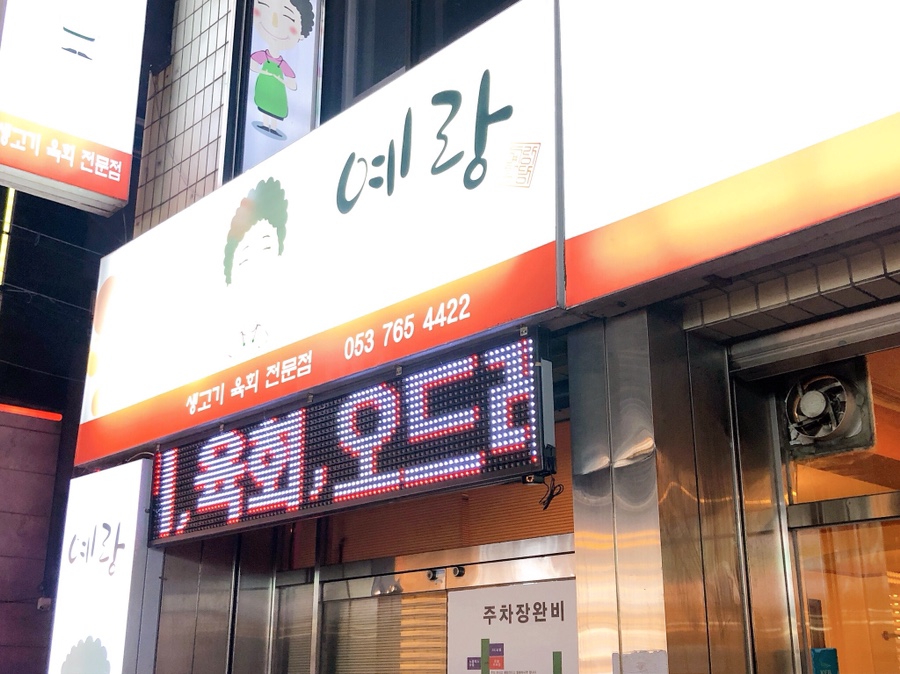 생고기 육회 전문점
예랑
생고기 육회 전문점 053 765 4422
,육회,오드
예랑
주차장완비